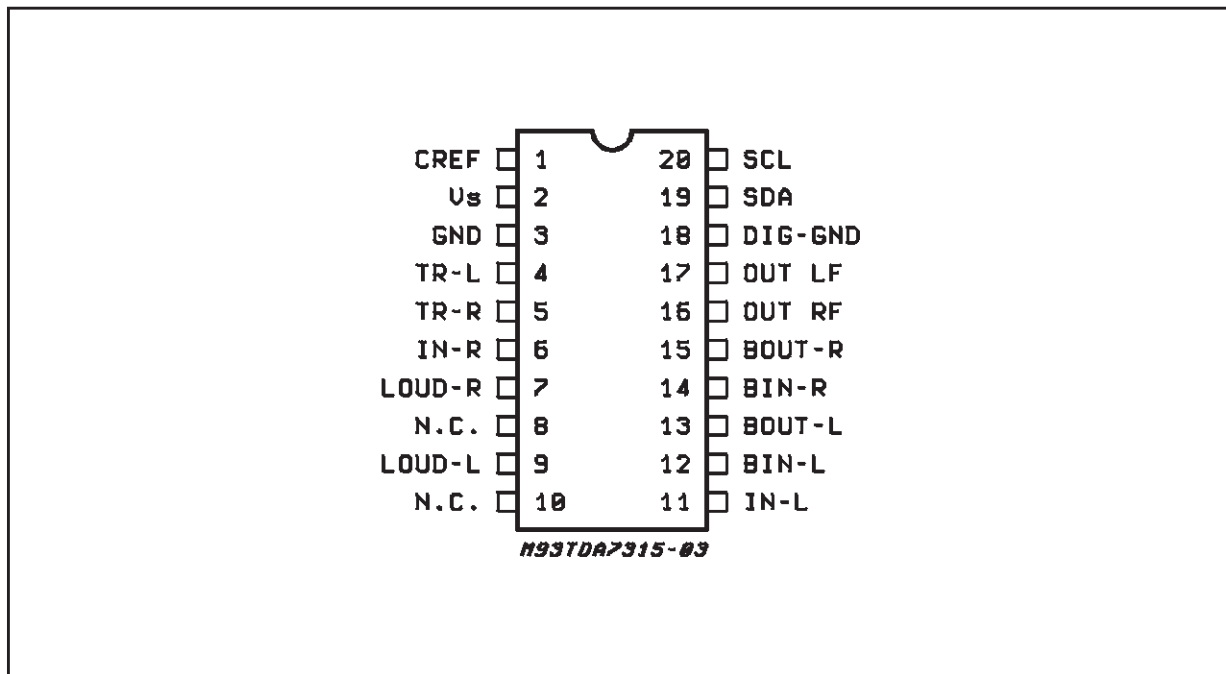 CREF 1 20 SCL
Vs 2 19 SDA
GND 3 18 DIG-GND
TR-L 4 17 OUT LF
TR-R 5 16 OUT RF
IN-R 6 15 BOUT-R
LOUD-R 7 14 BIN-R
N.C. 8 13 BOUT-L
LOUD-L 9 12 BIN-L
N.C. 10 11 IN-L
M93TDA7315-03